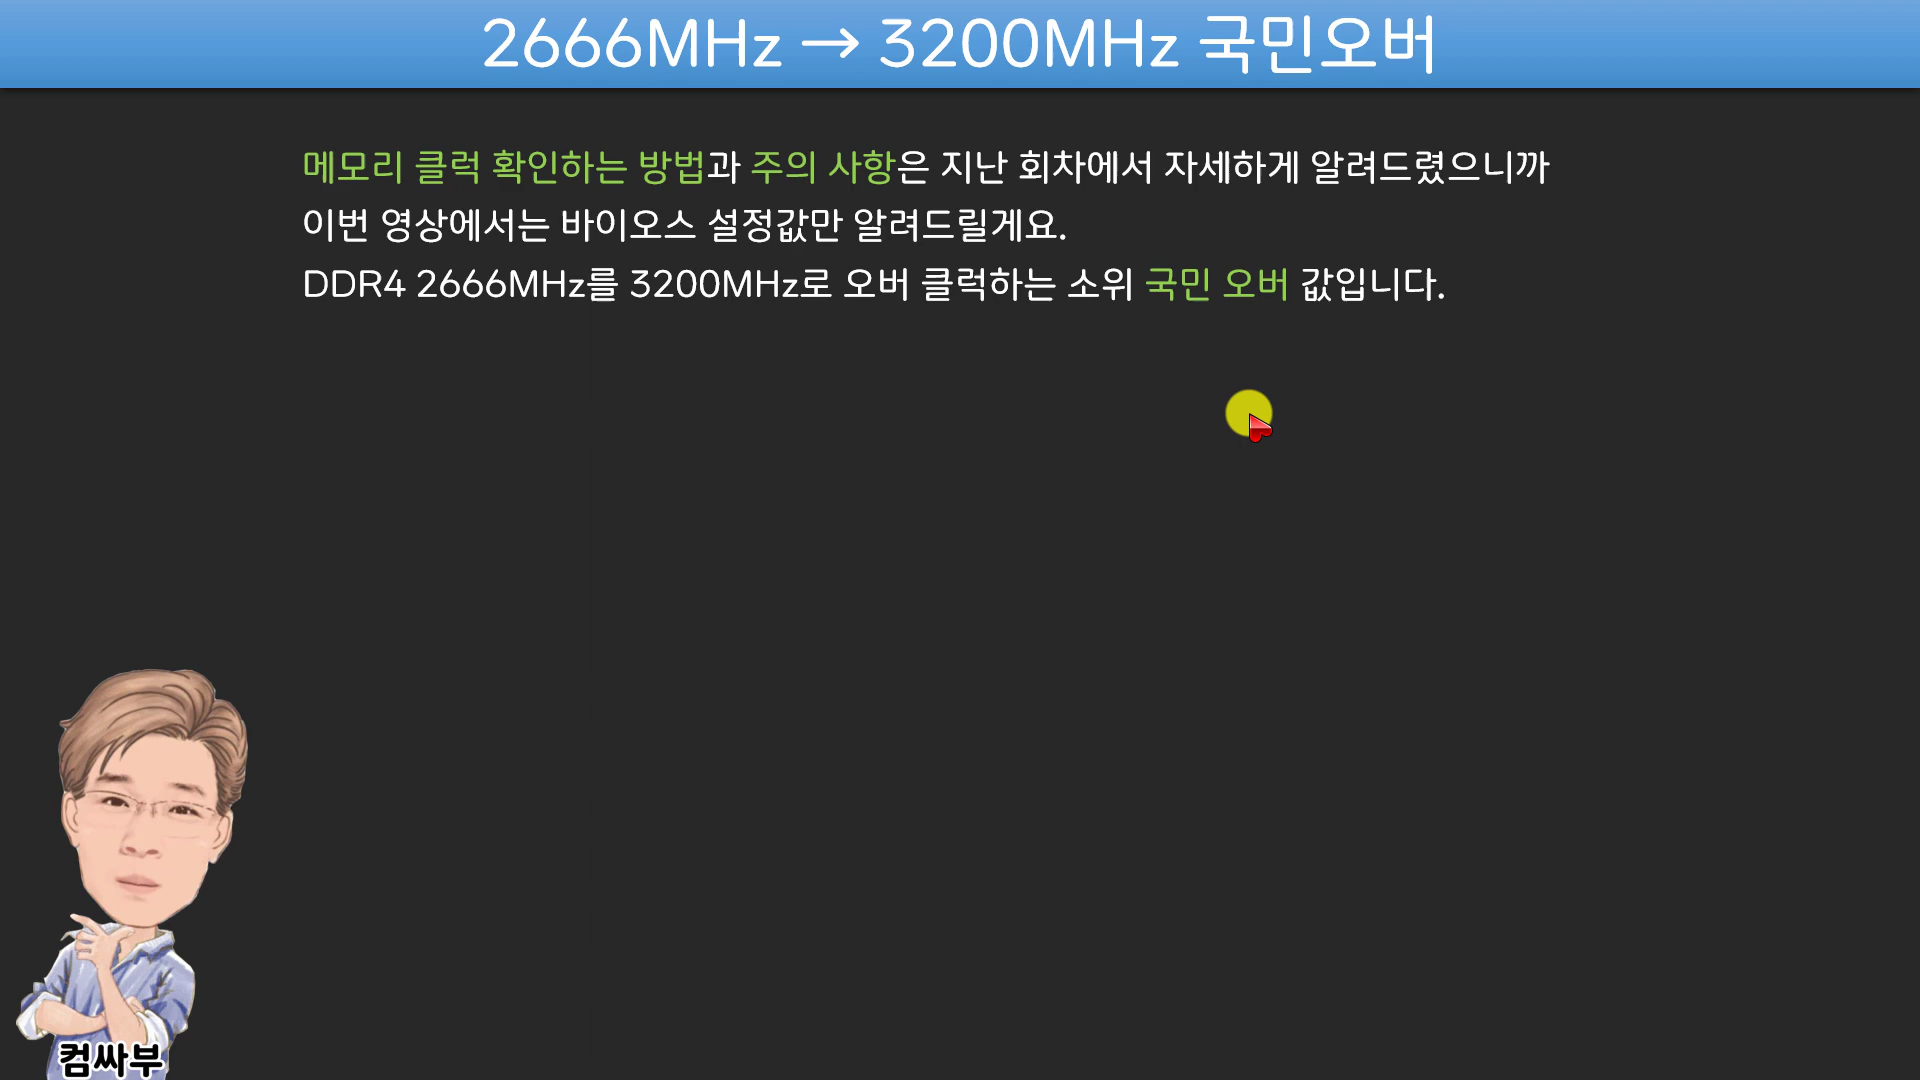 2666MHz → 3200MHz 국민오버
메모리 클럭 확인하는 방법과 주의 사항은 지난 회차에서 자세하게 알려드렸으니까
이번 영상에서는 바이오스 설정값만 알려드릴게요.
DDR4 2666MHz를 3200MHz로 오버 클럭하는 소위 국민 오버 값입니다.
컴싸부